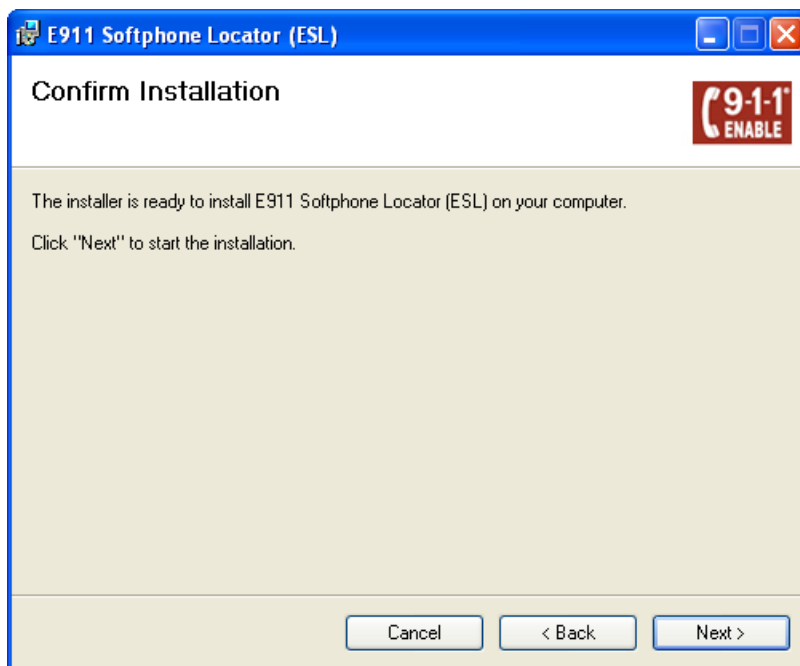 E911 Softphone Locator (ESL)
Confirm Installation
9-1-1®
ENABLE
The installer is ready to install E911 Softphone Locator (ESL) on your computer.
Click "Next" to start the installation.
Cancel
< Back
Next >